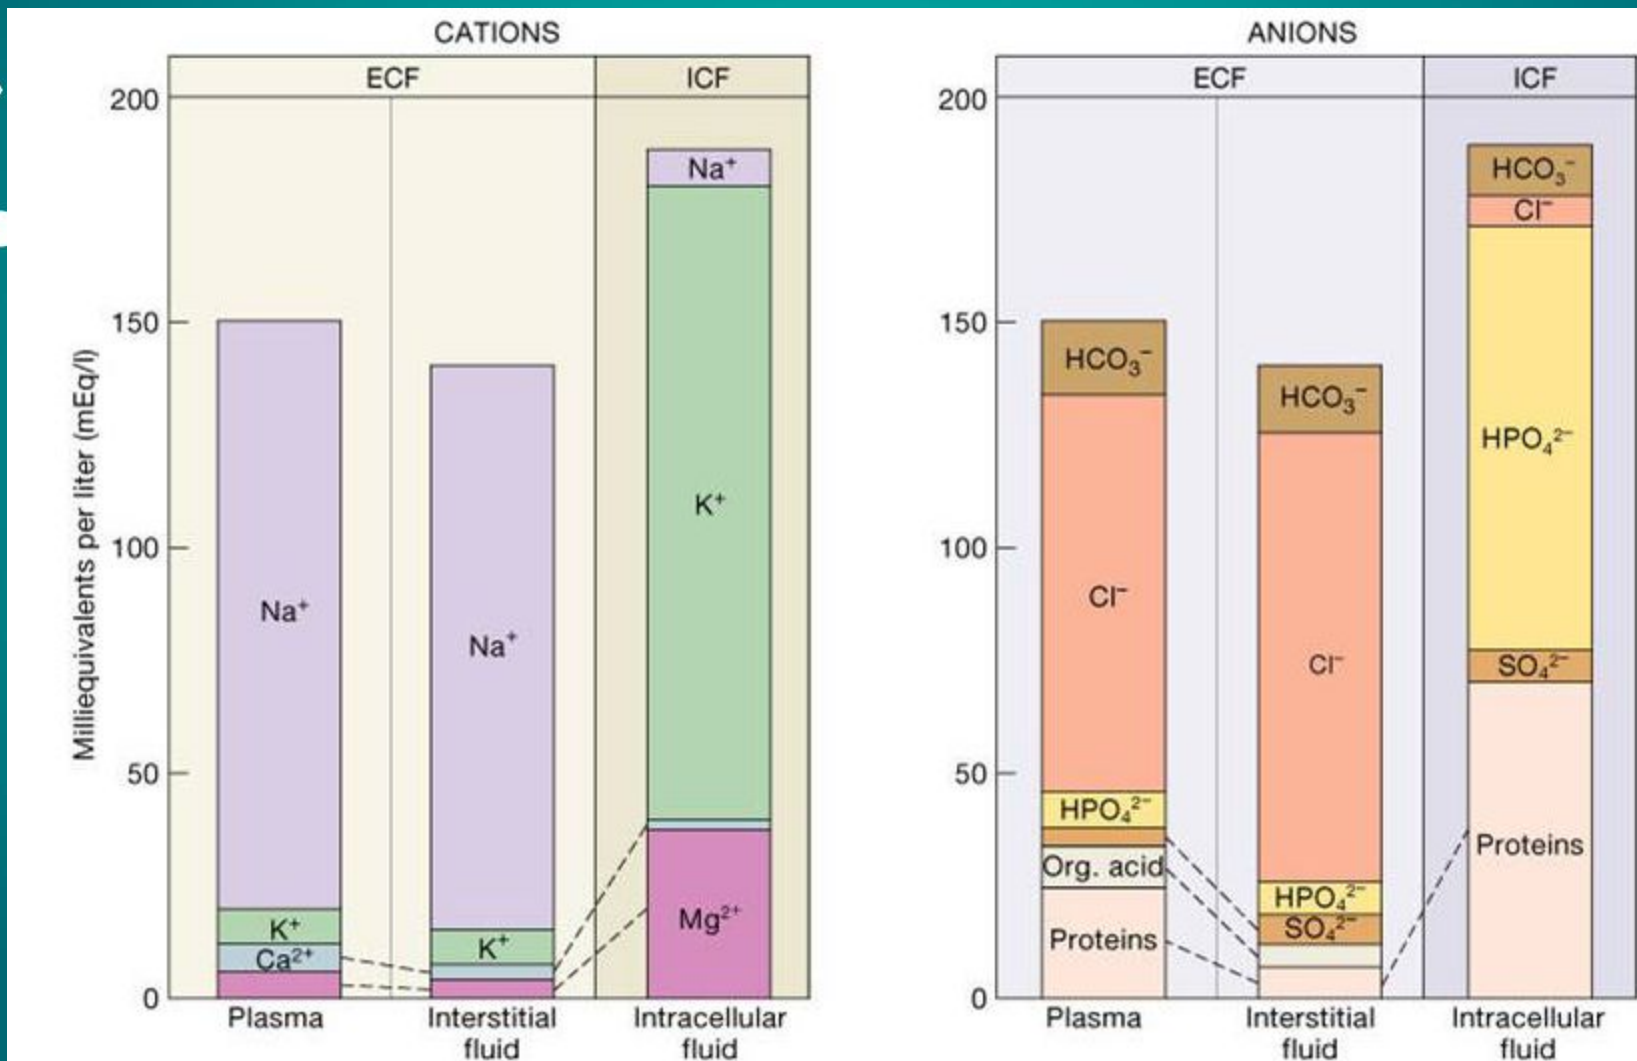 CATIONS
ECF
ICF
200
150
100
50
0
Milliequivalents per liter (mEq/l)
Na⁺
K⁺
Ca²⁺
Na⁺
K⁺
Na⁺
K⁺
Mg²⁺
Plasma
Interstitial
fluid
Intracellular
fluid
ANIONS
ECF
ICF
200
150
100
50
0
HCO₃⁻
Cl⁻
HPO₄²⁻
Org. acid
Proteins
HCO₃⁻
Cl⁻
HPO₄²⁻
SO₄²⁻
HCO₃⁻
Cl⁻
HPO₄²⁻
SO₄²⁻
Proteins
Plasma
Interstitial
fluid
Intracellular
fluid